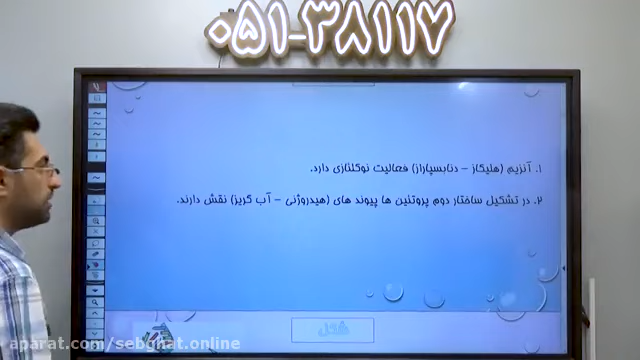 ۰۵۱-۳۸۱۱۷
۱. آنزیم (هلیکاز - دنابسپاراز) فعالیت نوکلئازی دارد.
۲. در تشکیل ساختار دوم پروتئین ها پیوند های (هیدروژنی - آب گریز) نقش دارند.
شکل
aparat.com/sebghat.online